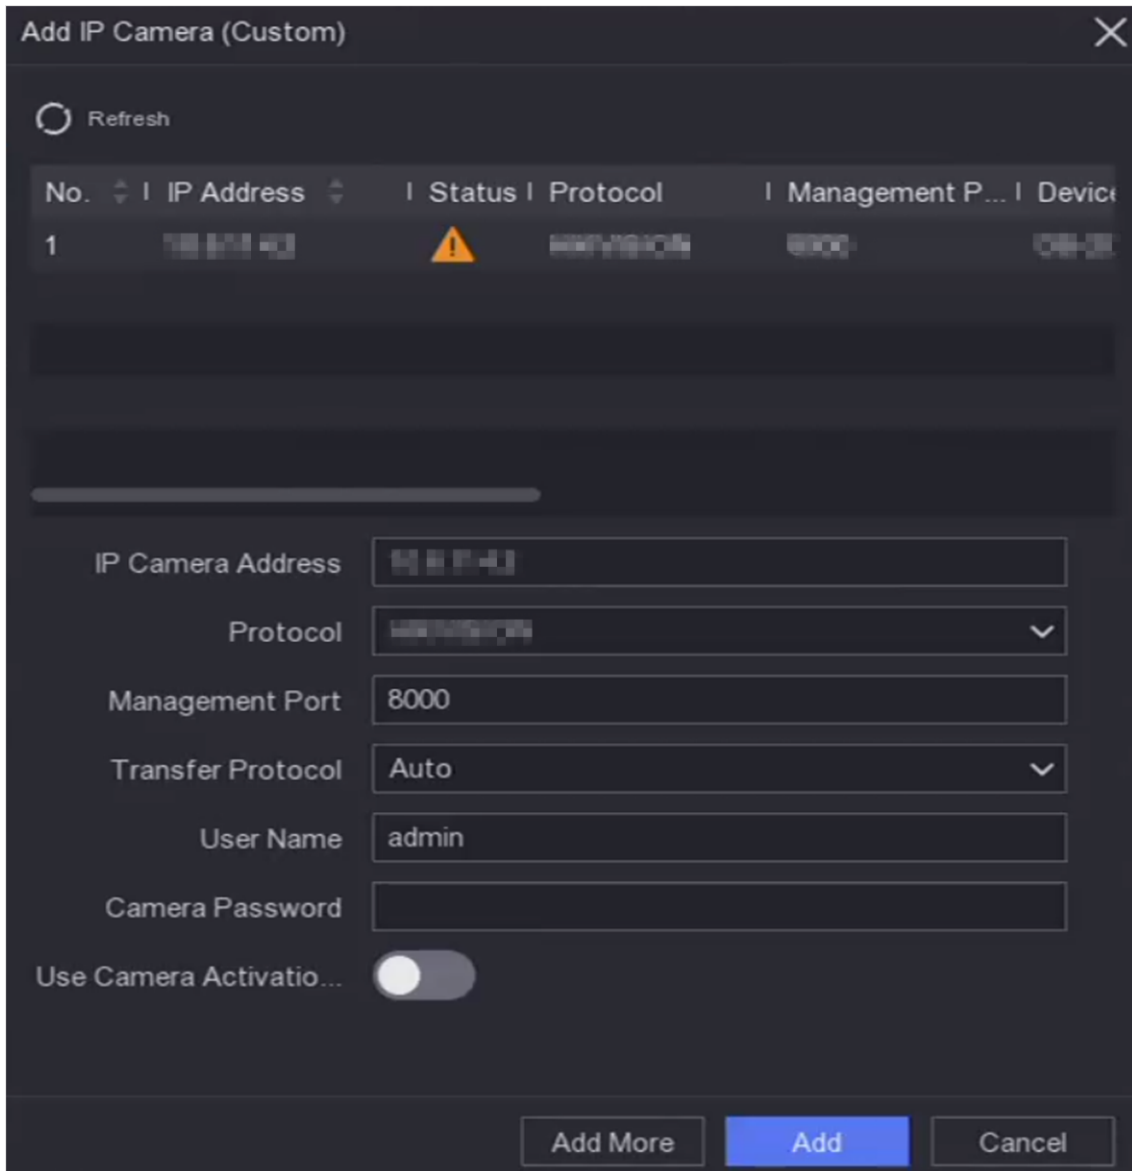 Add IP Camera (Custom)
Refresh
No. IP Address Status Protocol Management P... Device
1
IP Camera Address
Protocol
Management Port 8000
Transfer Protocol Auto
User Name admin
Camera Password
Use Camera Activatio...
Add More Add Cancel